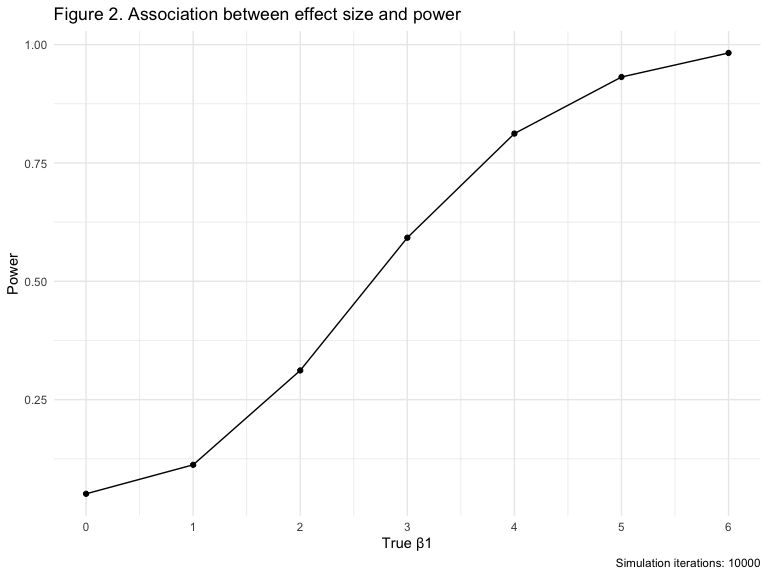 Figure 2. Association between effect size and power
1.00
0.75
0.50
0.25
Power
0 1 2 3 4 5 6
True β1
Simulation iterations: 10000